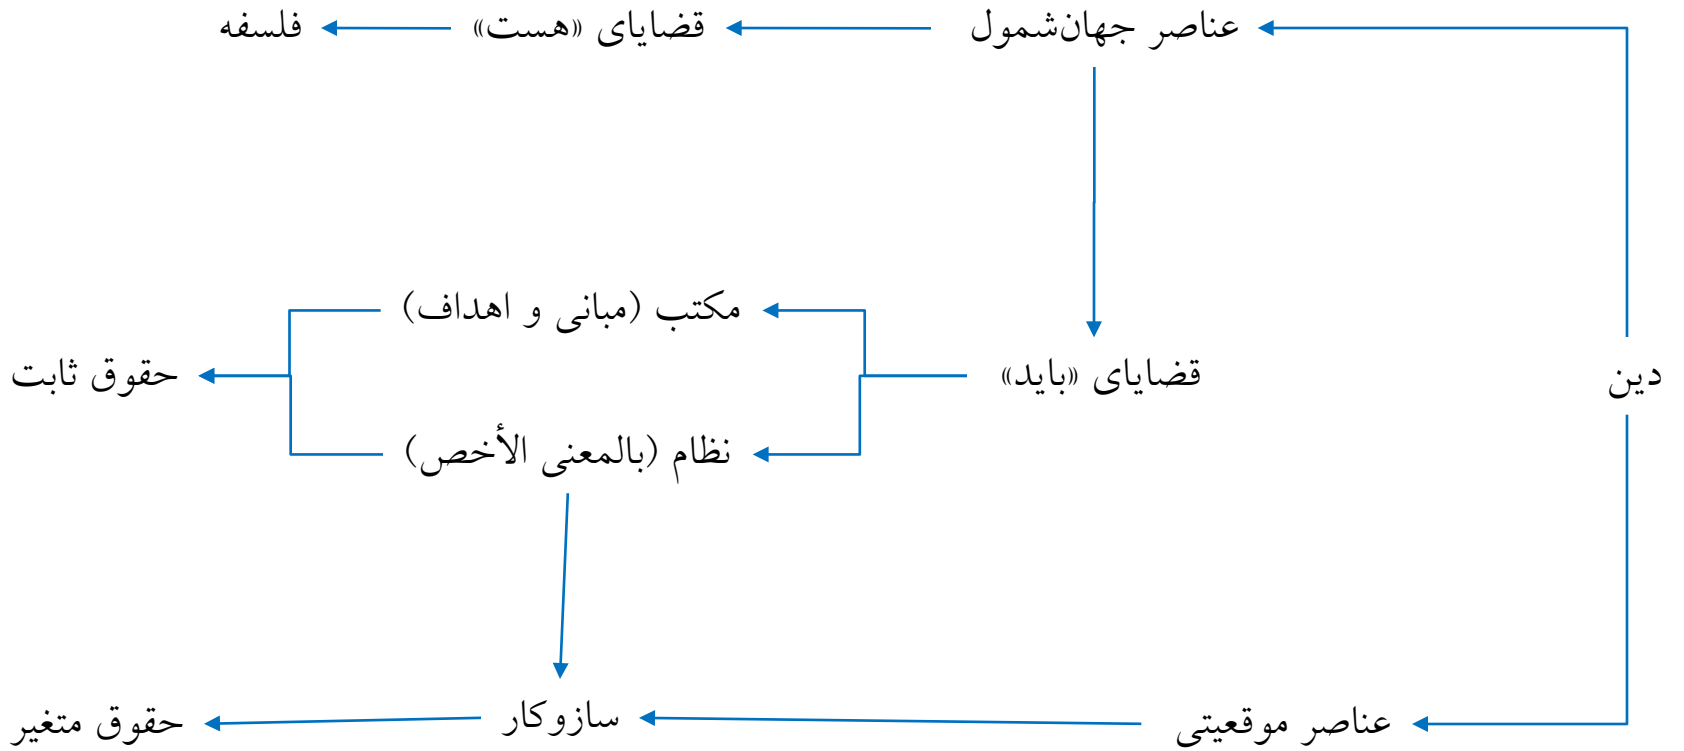 عناصر جهان‌شمول
قضایای «هست»
فلسفه
مکتب (مبانی و اهداف)
دین
قضایای «باید»
حقوق ثابت
نظام (بالمعنی الأخص)
عناصر موقعیتی
سازوکار
حقوق متغیر